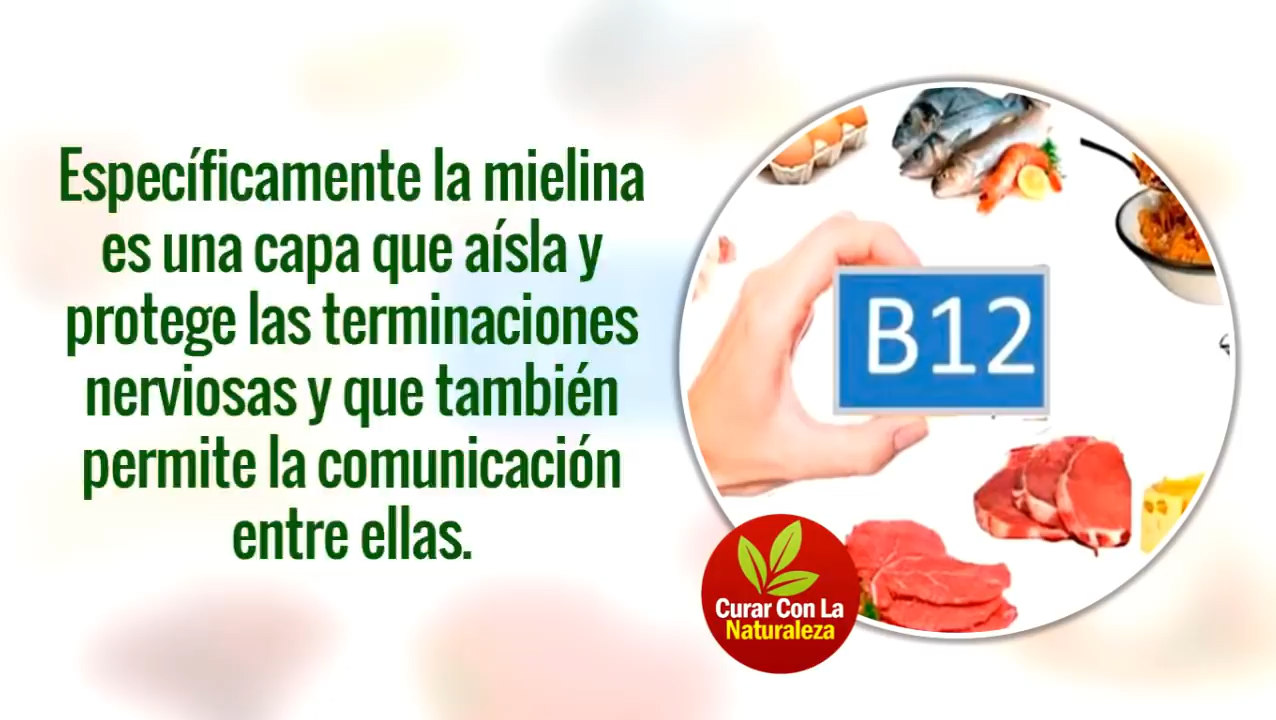 Específicamente la mielina
es una capa que aísla y
protege las terminaciones
nerviosas y que también
permite la comunicación
entre ellas.
B12
Curar Con La
Naturaleza